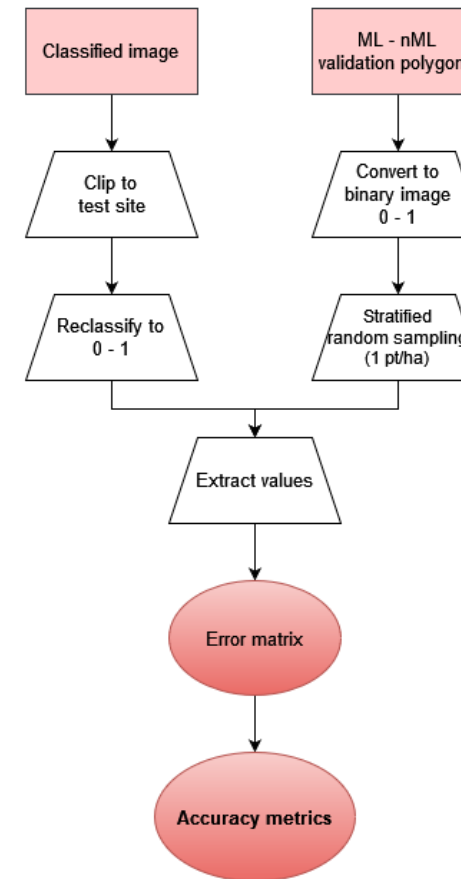 Classified image
ML - nML
validation polygon
Clip to
test site
Convert to
binary image
0 - 1
Reclassify to
0 - 1
Stratified
random sampling
(1 pt/ha)
Extract values
Error matrix
Accuracy metrics